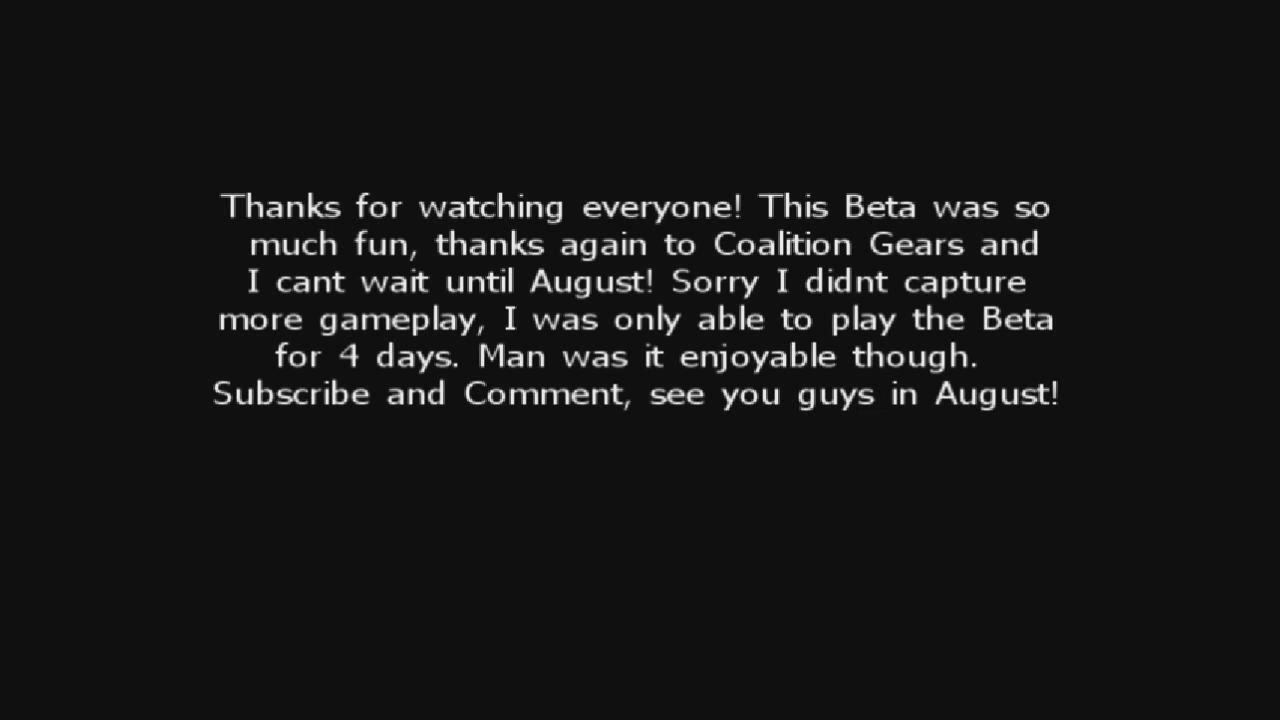 Thanks for watching everyone! This Beta was so
much fun, thanks again to Coalition Gears and
I cant wait until August! Sorry I didnt capture
more gameplay, I was only able to play the Beta
for 4 days. Man was it enjoyable though.
Subscribe and Comment, see you guys in August!